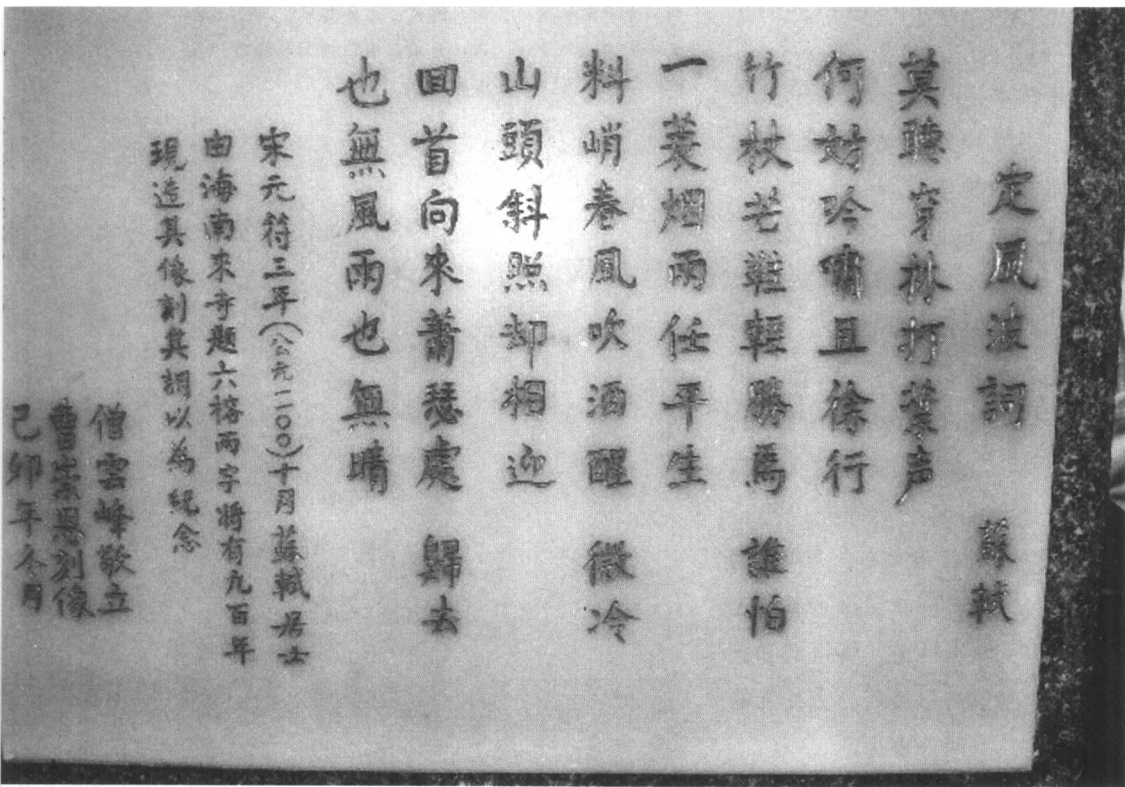 定風波詞 蘇軾
莫聽穿林打葉声
何妨吟嘯且徐行
竹杖芒鞋輕勝馬 誰怕
一蓑烟雨任平生
料峭春風吹酒醒 微冷
山頭斜照却相迎
回首向來蕭瑟處 歸去
也無風雨也無晴
宋元符三年(公元一一〇〇)十月蘇軾居士
由海南來寺題六榕兩字將有九百年
現造其像刻其詞以為紀念
僧雲峰敬立
曹崇恩刻像
己卯年冬月